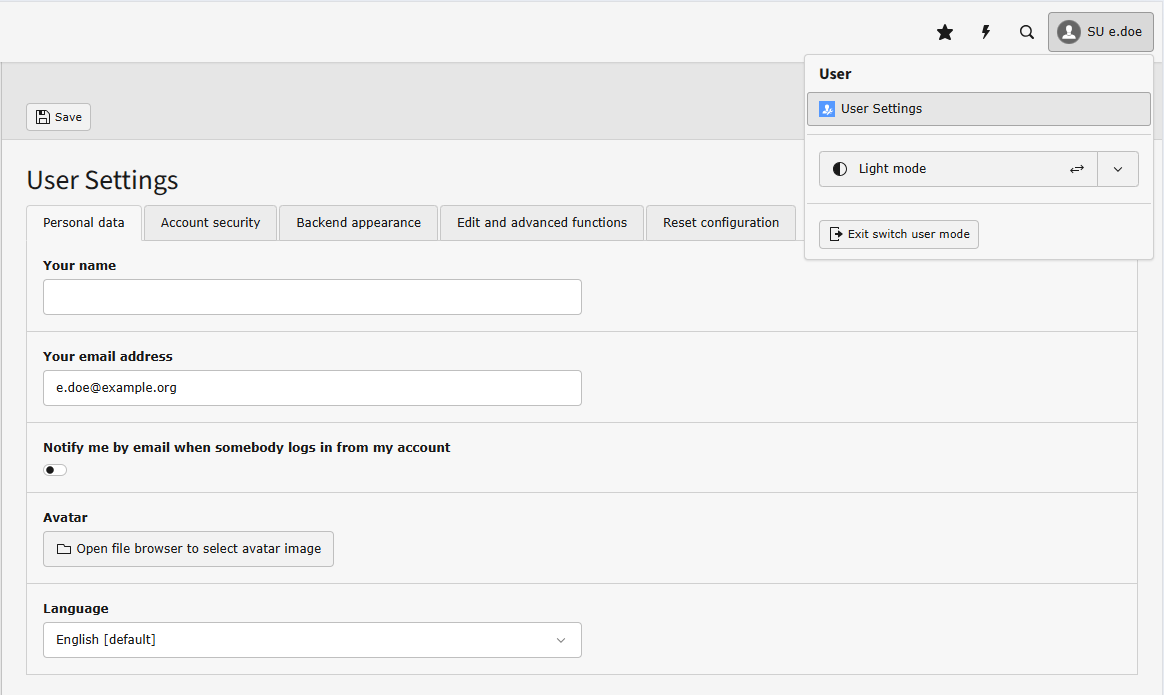 SU e.doe
User
User Settings
Light mode
Exit switch user mode
Save
User Settings
Personal data
Account security
Backend appearance
Edit and advanced functions
Reset configuration
Your name
Your email address
e.doe@example.org
Notify me by email when somebody logs in from my account
Avatar
Open file browser to select avatar image
Language
English [default]